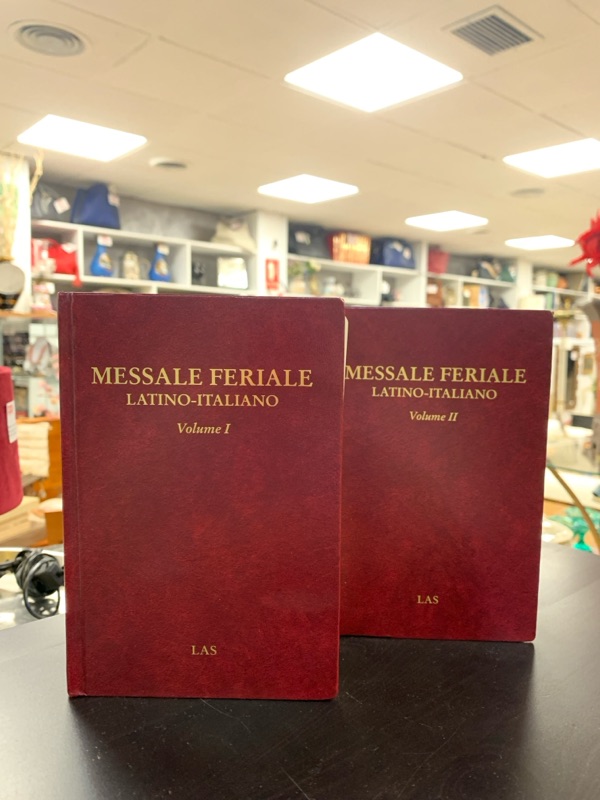 MESSALE FERIALE
LATINO-ITALIANO
Volume I
LAS
MESSALE FERIALE
LATINO-ITALIANO
Volume II
LAS